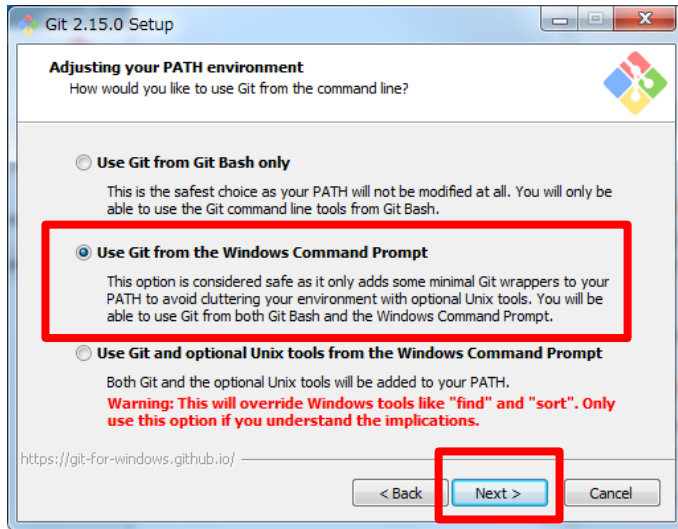 Git 2.15.0 Setup
Adjusting your PATH environment
How would you like to use Git from the command line?
Use Git from Git Bash only
This is the safest choice as your PATH will not be modified at all. You will only be
able to use the Git command line tools from Git Bash.
Use Git from the Windows Command Prompt
This option is considered safe as it only adds some minimal Git wrappers to your
PATH to avoid cluttering your environment with optional Unix tools. You will be
able to use Git from both Git Bash and the Windows Command Prompt.
Use Git and optional Unix tools from the Windows Command Prompt
Both Git and the optional Unix tools will be added to your PATH.
Warning: This will override Windows tools like "find" and "sort". Only
use this option if you understand the implications.
https://git-for-windows.github.io/
< Back Next > Cancel